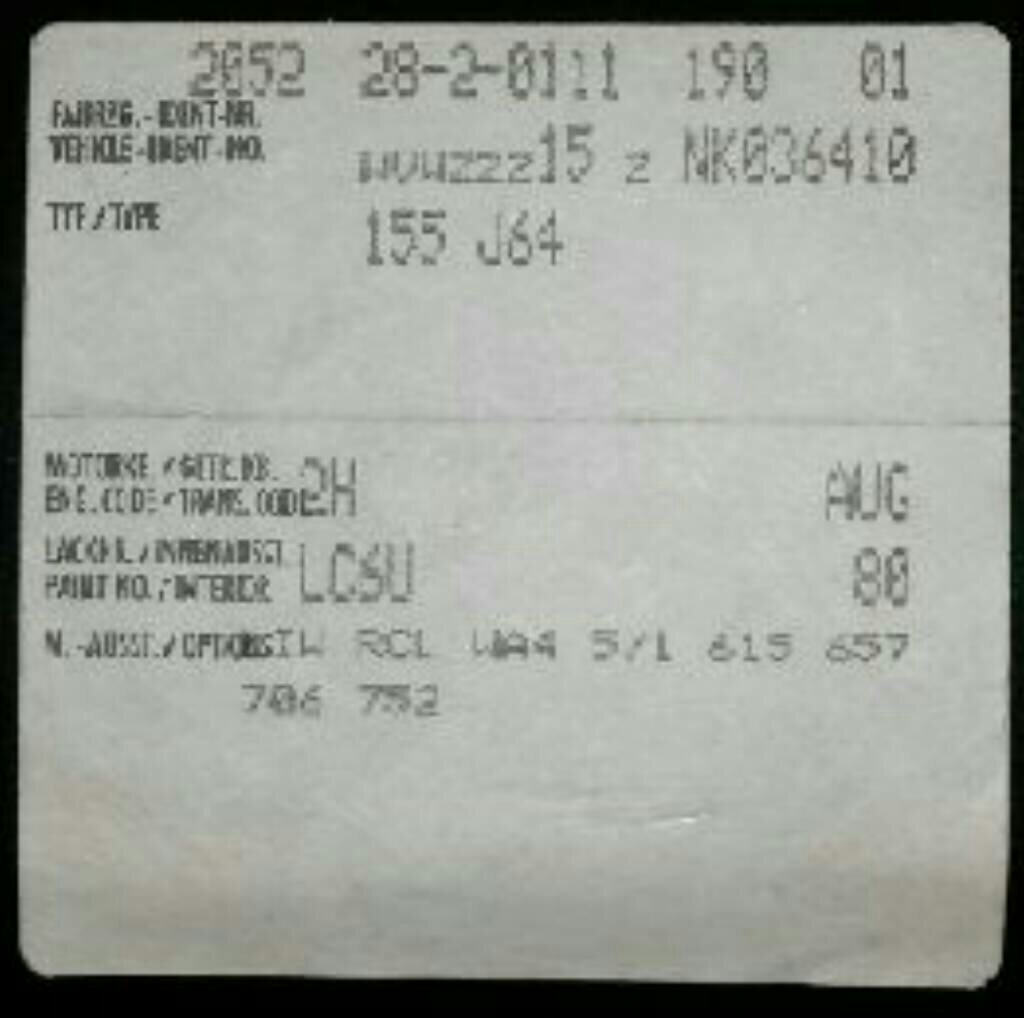 2052 28-2-0111 190 01
FAHRZG.-IDENT-NR.
VEHICLE-IDENT-NO. WVWZZZ15 Z NK036410
TYP/TYPE 155 J64
MOTORKB./GETR.KB.
ENG.CODE/TRANS.CODE 2H AUG
LACKNR./INNENAUSST.
PAINT NO./INTERIOR LC6U 80
M.-AUSST./OPTIONS IW RCL WA4 5/1 615 657
706 752